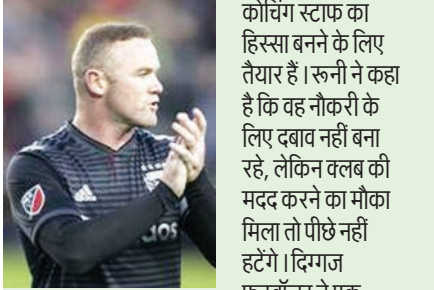 कोचिंग स्टाफ का
हिस्सा बनने के लिए
तैयार हैं। रूनी ने कहा
है कि वह नौकरी के
लिए दबाव नहीं बना
रहे, लेकिन क्लब की
मदद करने का मौका
मिला तो पीछे नहीं
हटेंगे। दिग्गज